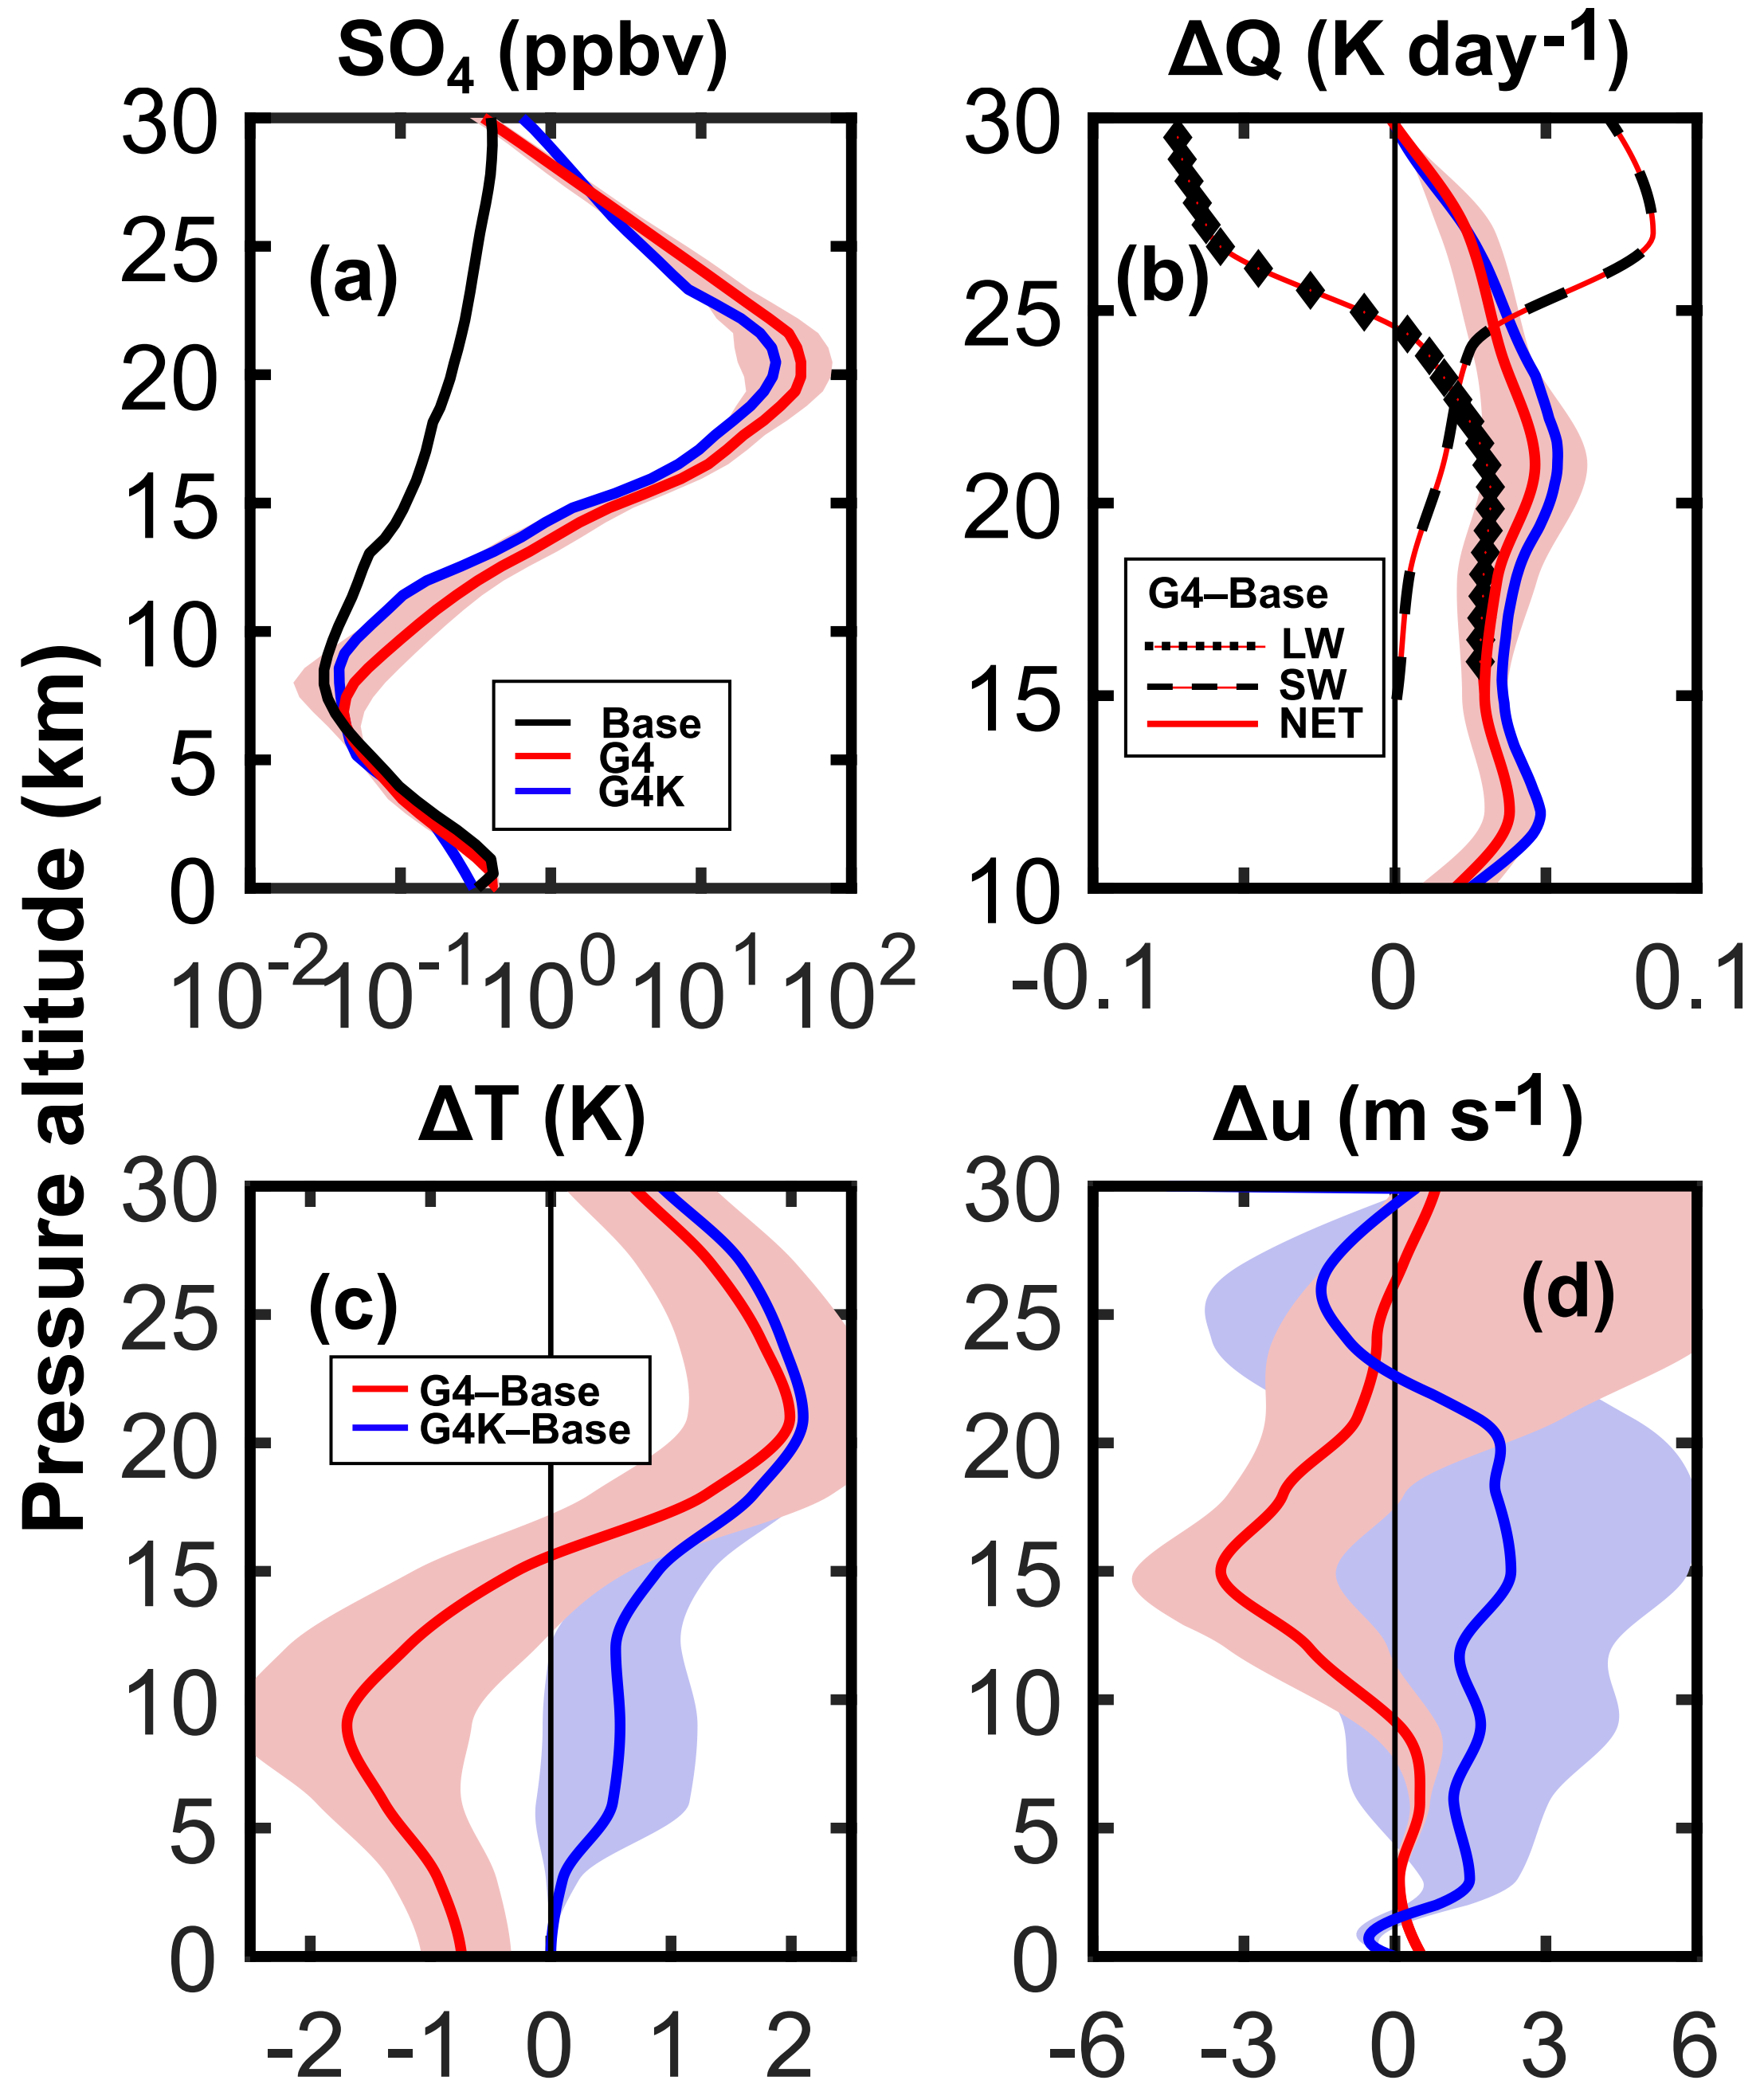 SO4 (ppbv)
30
25
20
15
10
5
0
(a)
Base
G4
G4K
10-2 10-1 100 101 102
ΔQ (K day-1)
30
25
20
15
10
(b)
G4–Base
LW
SW
NET
-0.1 0 0.1
Pressure altitude (km)
ΔT (K)
30
25
20
15
10
5
0
(c)
G4–Base
G4K–Base
-2 -1 0 1 2
Δu (m s-1)
30
25
20
15
10
5
0
(d)
-6 -3 0 3 6